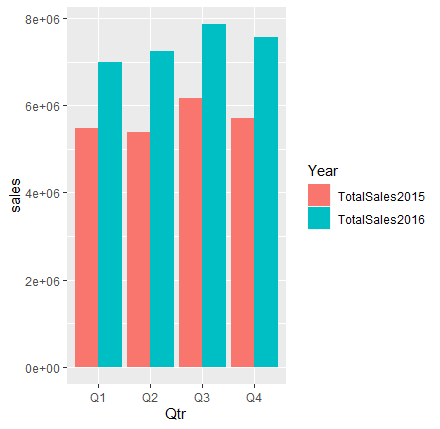 8e+06
6e+06
4e+06
2e+06
0e+00
sales
Q1 Q2 Q3 Q4
Qtr
Year
TotalSales2015
TotalSales2016